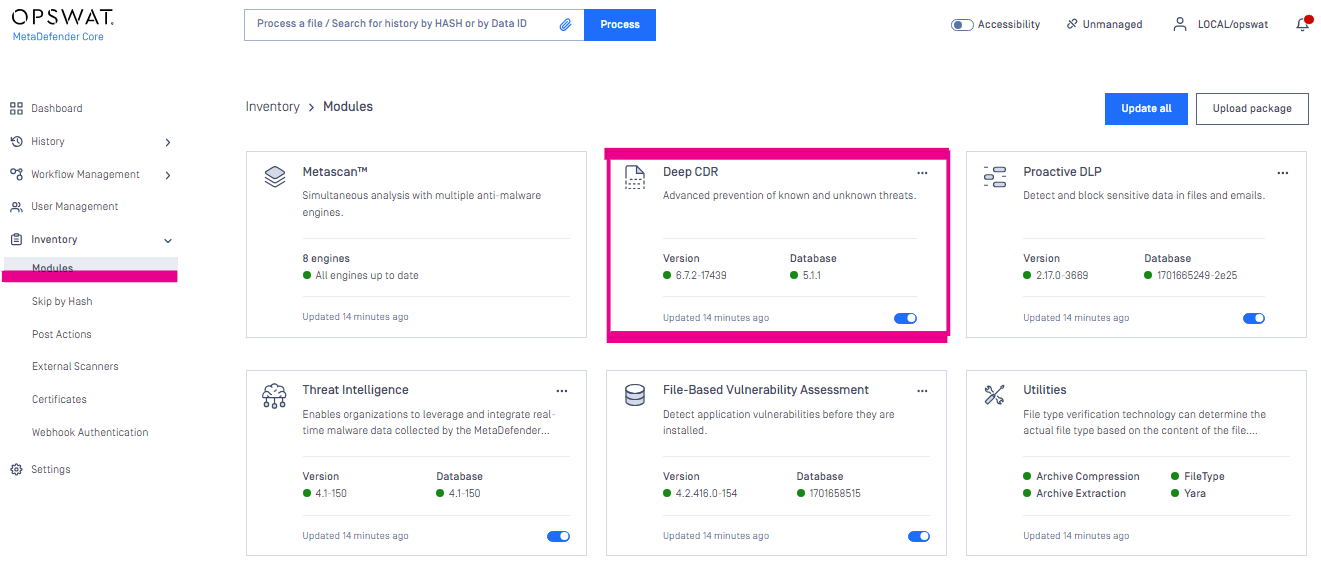 OPSWAT.
MetaDefender Core
Process a file / Search for history by HASH or by Data ID
Process
Accessibility
Unmanaged
LOCAL/opswat
Dashboard
History
Workflow Management
User Management
Inventory
Modules
Skip by Hash
Post Actions
External Scanners
Certificates
Webhook Authentication
Settings
Inventory > Modules
Update all
Upload package
Metascan™
Simultaneous analysis with multiple anti-malware
engines.
8 engines
All engines up to date
Updated 14 minutes ago
Deep CDR
Advanced prevention of known and unknown threats.
Version
6.7.2-17439
Database
5.1.1
Updated 14 minutes ago
Proactive DLP
Detect and block sensitive data in files and emails.
Version
2.17.0-3669
Database
1701665249-2e25
Updated 14 minutes ago
Threat Intelligence
Enables organizations to leverage and integrate real-
time malware data collected by the MetaDefender...
Version
4.1-150
Database
4.1-150
Updated 14 minutes ago
File-Based Vulnerability Assessment
Detect application vulnerabilities before they are
installed.
Version
4.2.416.0-154
Database
1701658515
Updated 14 minutes ago
Utilities
File type verification technology can determine the
actual file type based on the content of the file....
Archive Compression
FileType
Archive Extraction
Yara
Updated 14 minutes ago